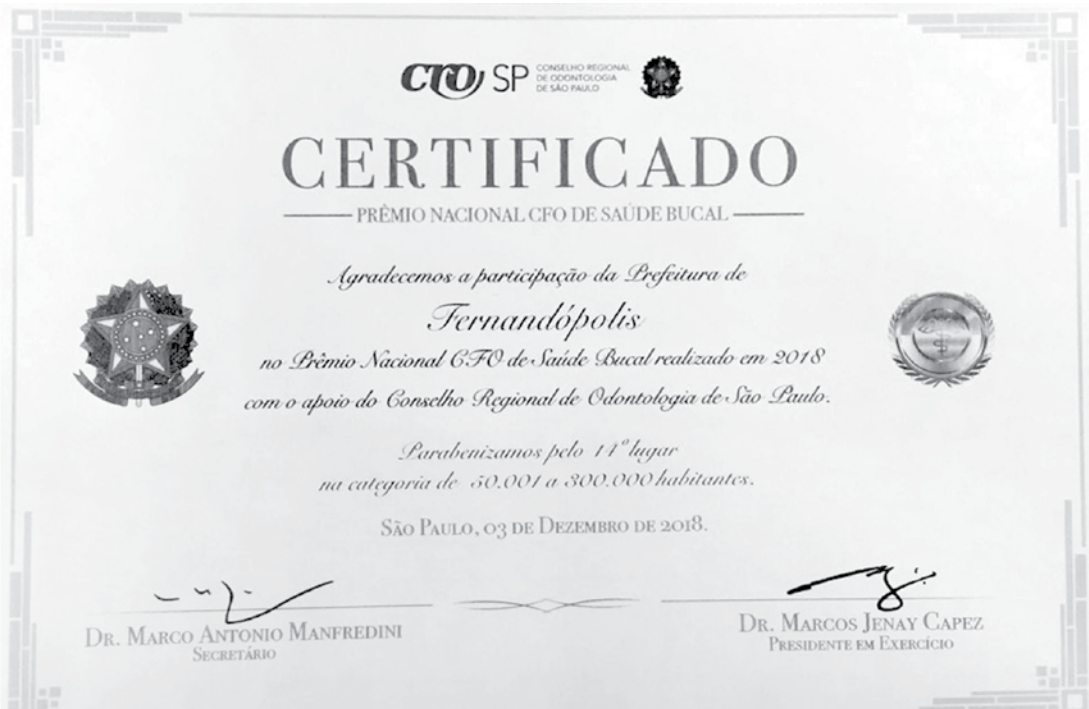 CRO SP CONSELHO REGIONAL
DE ODONTOLOGIA
DE SÃO PAULO
CERTIFICADO
PRÊMIO NACIONAL CFO DE SAÚDE BUCAL
Agradecemos a participação da Prefeitura de
Fernandópolis
no Prêmio Nacional CFO de Saúde Bucal realizado em 2018
com o apoio do Conselho Regional de Odontologia de São Paulo.
Parabenizamos pelo 14º lugar
na categoria de 50.001 a 300.000 habitantes.
SÃO PAULO, 03 DE DEZEMBRO DE 2018.
DR. MARCO ANTONIO MANFREDINI
SECRETÁRIO
DR. MARCOS JENAY CAPEZ
PRESIDENTE EM EXERCÍCIO